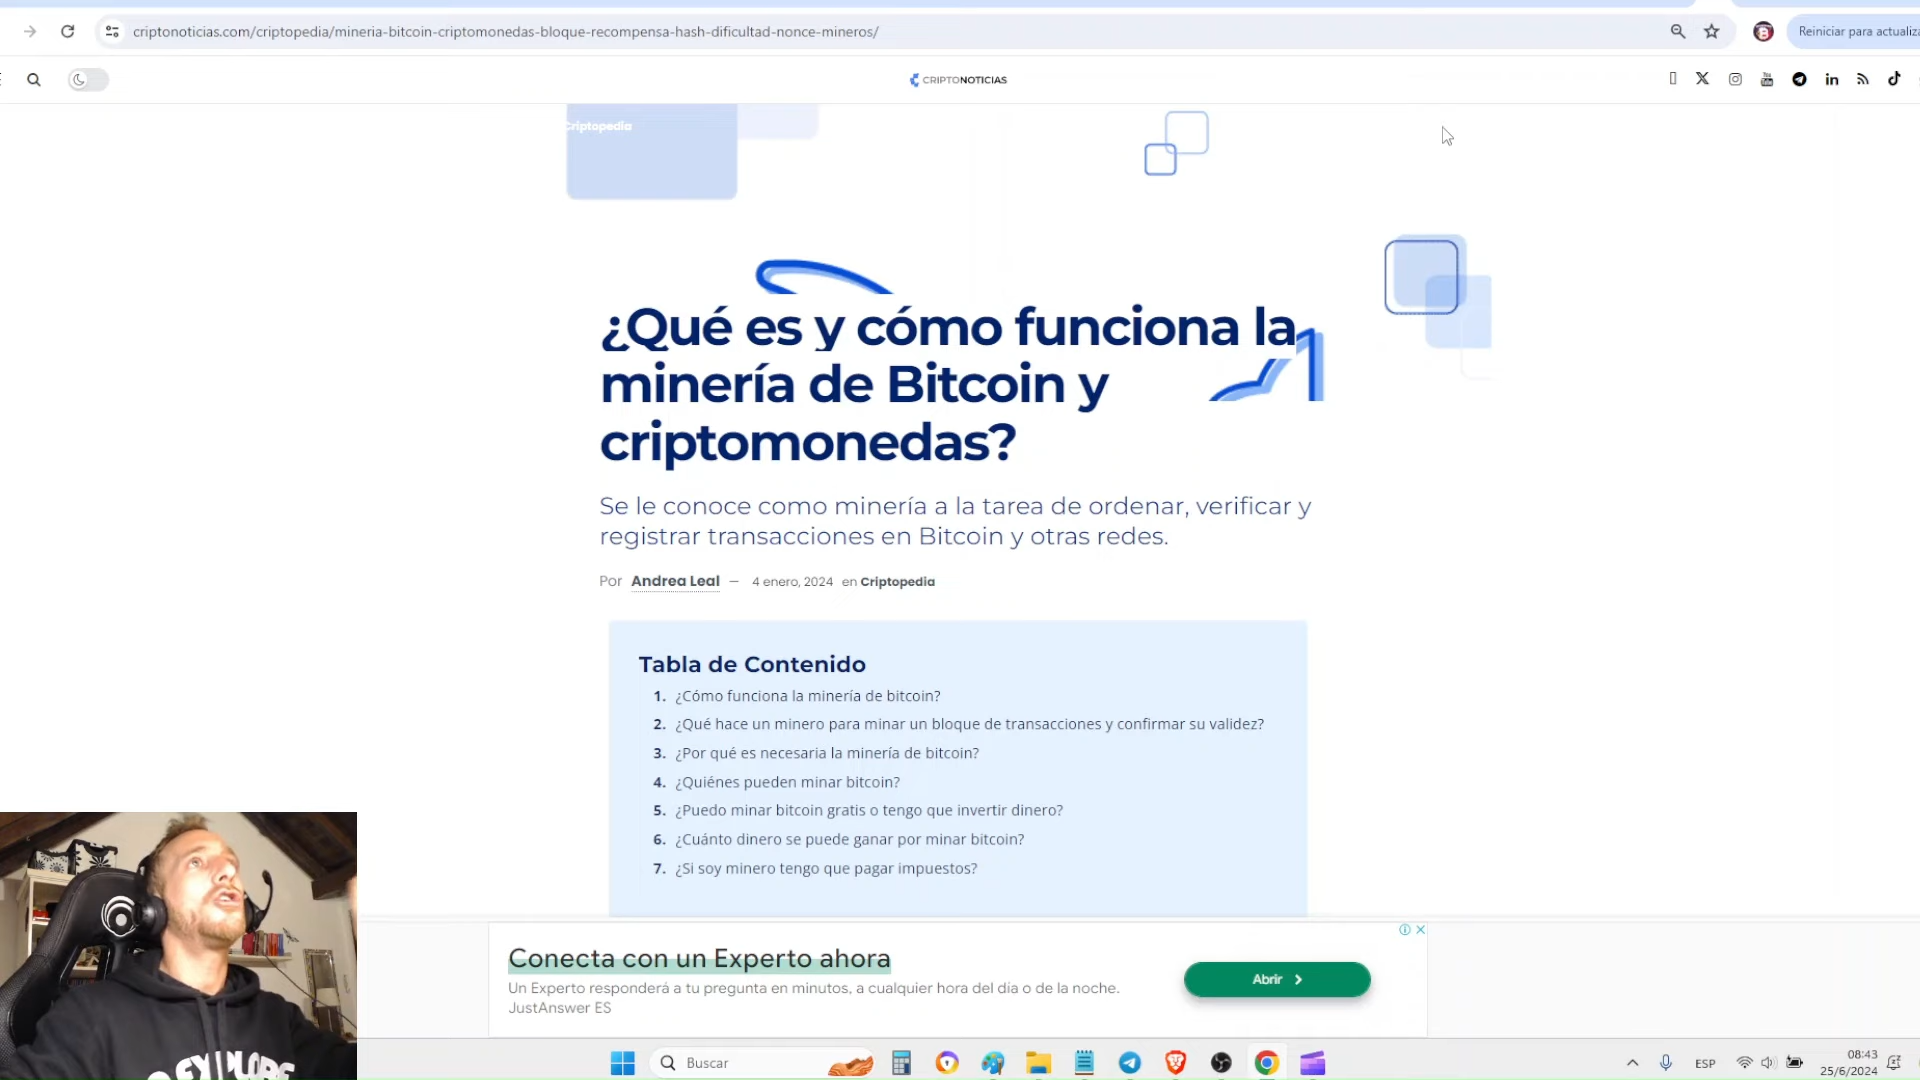 criptonoticias.com/criptopedia/mineria-bitcoin-criptomonedas-bloque-recompensa-hash-dificultad-nonce-mineros/
Reiniciar para actualiza
CRIPTONOTICIAS
Criptopedia
¿Qué es y cómo funciona la
minería de Bitcoin y
criptomonedas?
Se le conoce como minería a la tarea de ordenar, verificar y
registrar transacciones en Bitcoin y otras redes.
Por Andrea Leal — 4 enero, 2024 en Criptopedia
Tabla de Contenido
1. ¿Cómo funciona la minería de bitcoin?
2. ¿Qué hace un minero para minar un bloque de transacciones y confirmar su validez?
3. ¿Por qué es necesaria la minería de bitcoin?
4. ¿Quiénes pueden minar bitcoin?
5. ¿Puedo minar bitcoin gratis o tengo que invertir dinero?
6. ¿Cuánto dinero se puede ganar por minar bitcoin?
7. ¿Si soy minero tengo que pagar impuestos?
Conecta con un Experto ahora
Un Experto responderá a tu pregunta en minutos, a cualquier hora del día o de la noche.
JustAnswer ES
Abrir
Buscar
ESP
08:43
25/6/2024